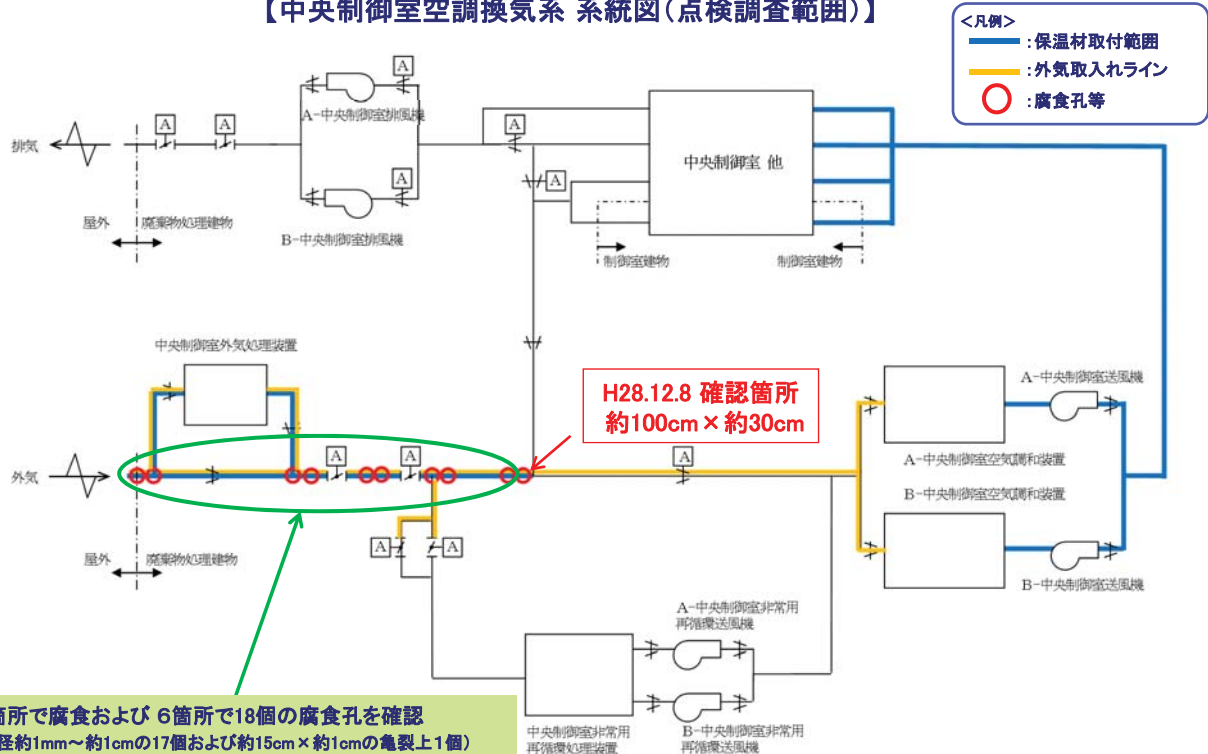 【中央制御室空調換気系 系統図(点検調査範囲)】
<凡例>
:保温材取付範囲
:外気取入れライン
:腐食孔等
A
A
A
A-中央制御室排風機
A
B-中央制御室排風機
A
A
排気
屋外
廃棄物処理建物
中央制御室 他
制御室建物
制御室建物
中央制御室外気処理装置
H28.12.8 確認箇所
約100cm×約30cm
外気
A
A
A
A
A
屋外
廃棄物処理建物
A-中央制御室送風機
A-中央制御室空気調和装置
B-中央制御室空気調和装置
B-中央制御室送風機
A-中央制御室非常用
再循環送風機
中央制御室非常用
再循環処理装置
B-中央制御室非常用
再循環送風機
箇所で腐食および 6箇所で18個の腐食孔を確認
径約1mm~約1cmの17個および約15cm×約1cmの亀裂上1個)